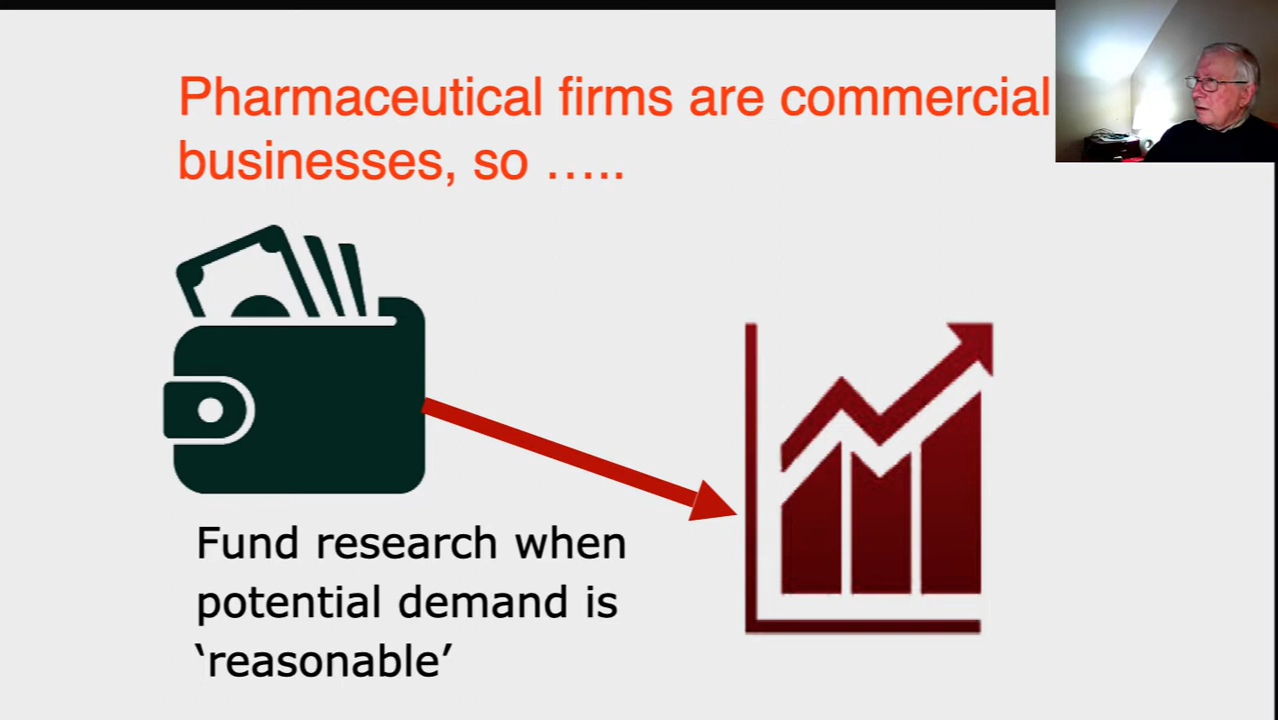 Pharmaceutical firms are commercial
businesses, so …..
Fund research when
potential demand is
‘reasonable’